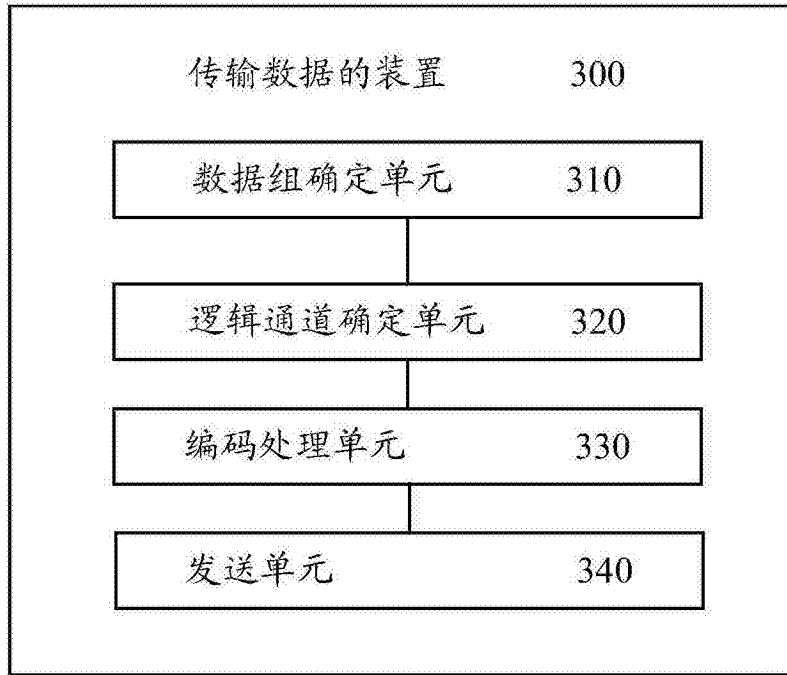 传输数据的装置 300
数据组确定单元 310
逻辑通道确定单元 320
编码处理单元 330
发送单元 340